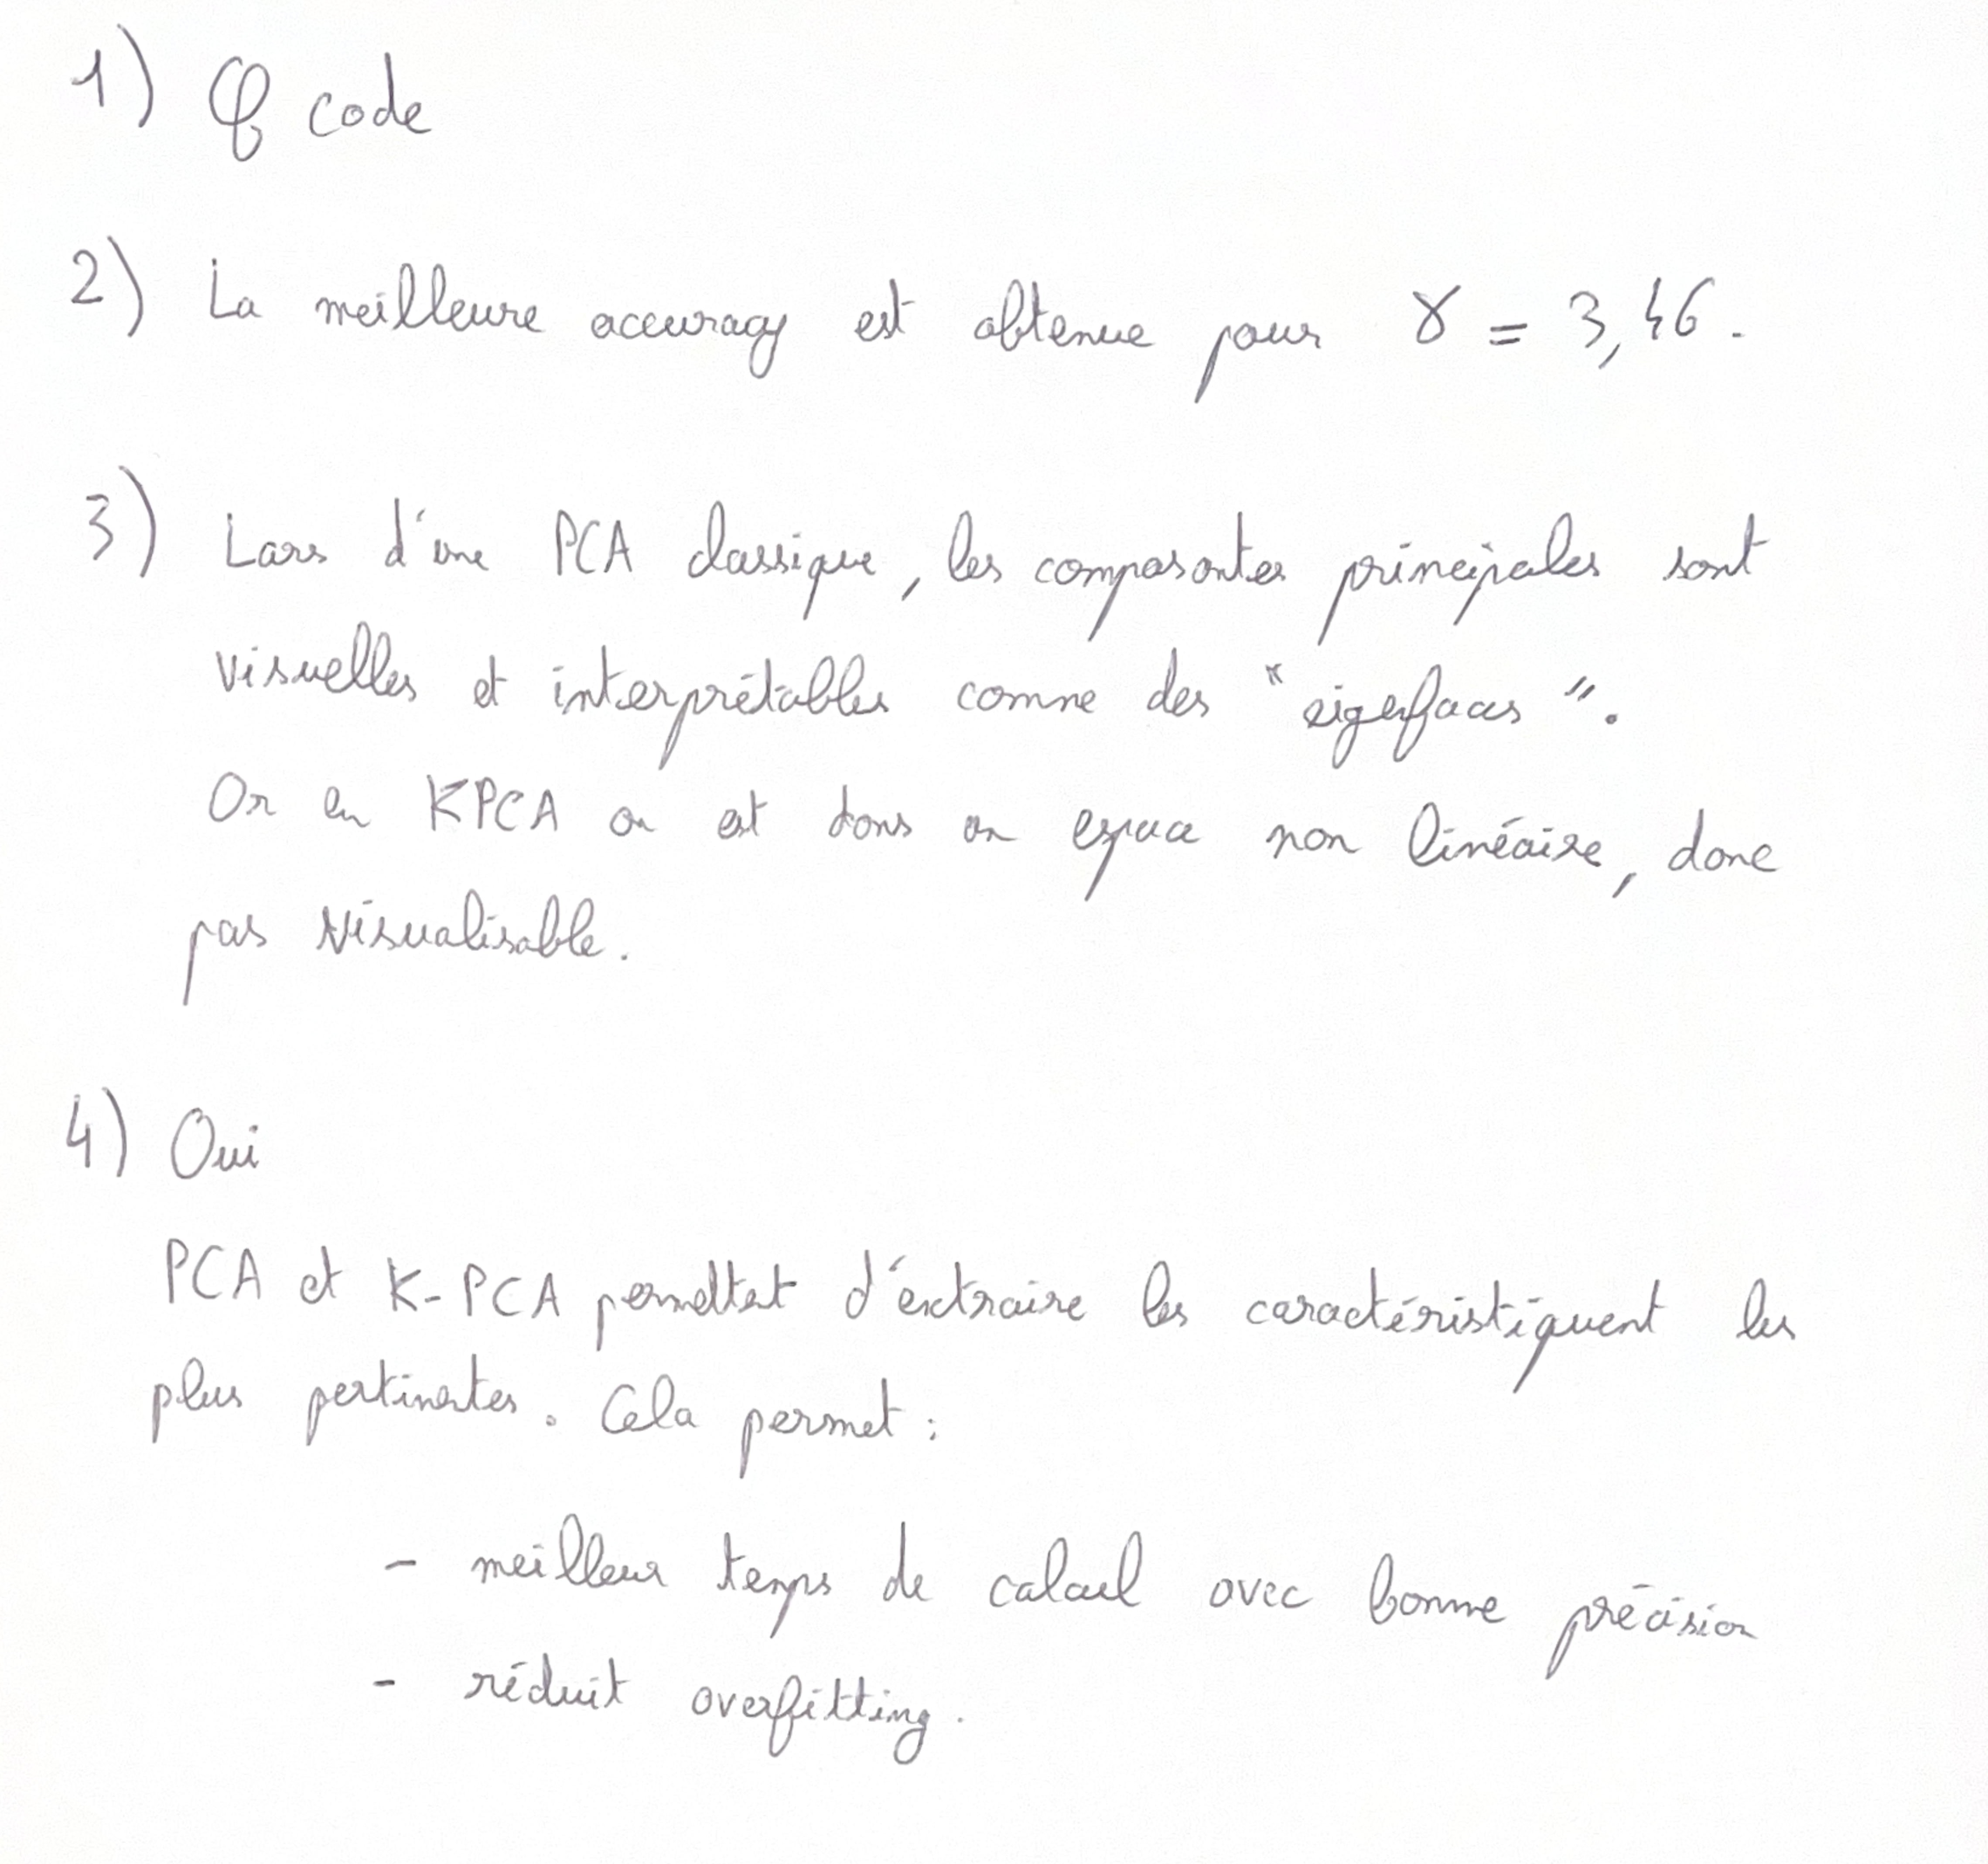 1) Cf code
2) La meilleure accuracy est obtenue pour γ = 3,46.
3) Lors d'une PCA classique, les composantes principales sont
visuelles et interprétables comme des "eigenfaces".
Or en KPCA on est dans un espace non linéaire, donc
pas visualisable.
4) Oui
PCA et K-PCA permettent d'extraire les caractéristiquent les
plus pertinentes. Cela permet :
- meilleur temps de calcul avec bonne précision
- réduit overfitting.